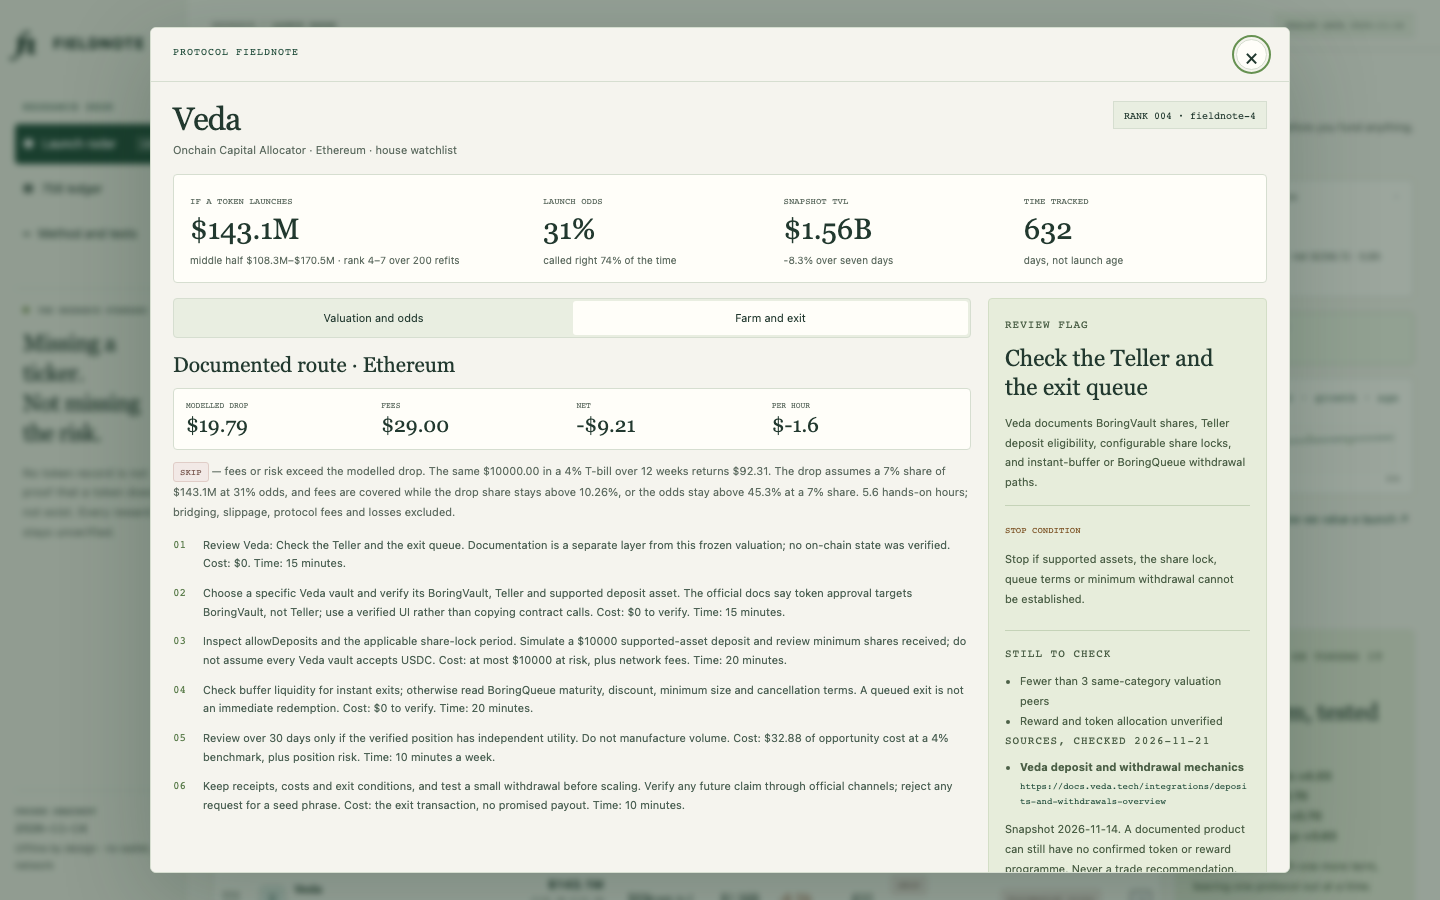 FIELDNOTE
PROTOCOL FIELDNOTE
×
Veda
RANK 004 · fieldnote-4
Onchain Capital Allocator · Ethereum · house watchlist
IF A TOKEN LAUNCHES
$143.1M
middle half $108.3M–$170.5M · rank 4–7 over 200 refits
LAUNCH ODDS
31%
called right 74% of the time
SNAPSHOT TVL
$1.56B
-8.3% over seven days
TIME TRACKED
632
days, not launch age
Valuation and odds
Farm and exit
Documented route · Ethereum
MODELLED DROP
$19.79
FEES
$29.00
NET
-$9.21
PER HOUR
$-1.6
SKIP — fees or risk exceed the modelled drop. The same $10000.00 in a 4% T-bill over 12 weeks returns $92.31. The drop assumes a 7% share of
$143.1M at 31% odds, and fees are covered while the drop share stays above 10.26%, or the odds stay above 45.3% at a 7% share. 5.6 hands-on hours;
bridging, slippage, protocol fees and losses excluded.
01 Review Veda: Check the Teller and the exit queue. Documentation is a separate layer from this frozen valuation; no on-chain state was verified.
Cost: $0. Time: 15 minutes.
02 Choose a specific Veda vault and verify its BoringVault, Teller and supported deposit asset. The official docs say token approval targets
BoringVault, not Teller; use a verified UI rather than copying contract calls. Cost: $0 to verify. Time: 15 minutes.
03 Inspect allowDeposits and the applicable share-lock period. Simulate a $10000 supported-asset deposit and review minimum shares received; do
not assume every Veda vault accepts USDC. Cost: at most $10000 at risk, plus network fees. Time: 20 minutes.
04 Check buffer liquidity for instant exits; otherwise read BoringQueue maturity, discount, minimum size and cancellation terms. A queued exit is not
an immediate redemption. Cost: $0 to verify. Time: 20 minutes.
05 Review over 30 days only if the verified position has independent utility. Do not manufacture volume. Cost: $32.88 of opportunity cost at a 4%
benchmark, plus position risk. Time: 10 minutes a week.
06 Keep receipts, costs and exit conditions, and test a small withdrawal before scaling. Verify any future claim through official channels; reject any
request for a seed phrase. Cost: the exit transaction, no promised payout. Time: 10 minutes.
REVIEW FLAG
Check the Teller and
the exit queue
Veda documents BoringVault shares, Teller
deposit eligibility, configurable share locks,
and instant-buffer or BoringQueue withdrawal
paths.
STOP CONDITION
Stop if supported assets, the share lock,
queue terms or minimum withdrawal cannot
be established.
STILL TO CHECK
• Fewer than 3 same-category valuation
peers
• Reward and token allocation unverified
SOURCES, CHECKED 2026-11-21
• Veda deposit and withdrawal mechanics
https://docs.veda.tech/integrations/deposi
ts-and-withdrawals-overview
Snapshot 2026-11-14. A documented product
can still have no confirmed token or reward
programme. Never a trade recommendation.
Launch radar
Method and tests
Missing a
ticker.
Not missing
the risk.
Veda